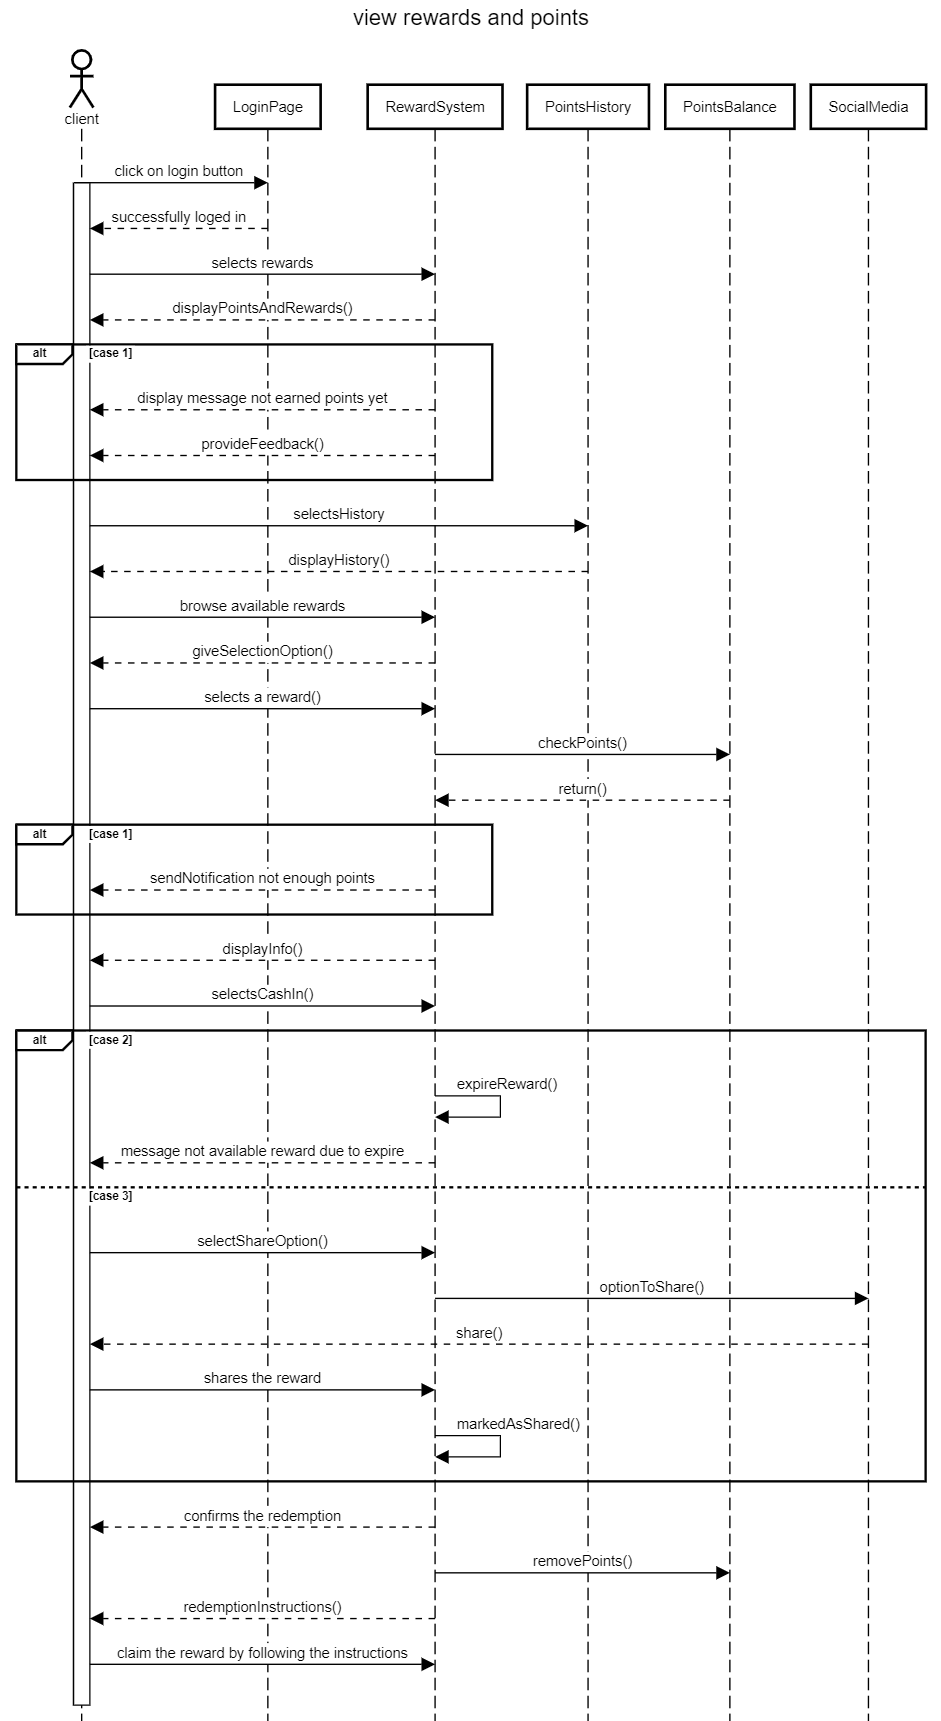 view rewards and points
client
LoginPage
RewardSystem
PointsHistory
PointsBalance
SocialMedia
click on login button
successfully loged in
selects rewards
displayPointsAndRewards()
alt
[case 1]
display message not earned points yet
provideFeedback()
selectsHistory
displayHistory()
browse available rewards
giveSelectionOption()
selects a reward()
checkPoints()
return()
alt
[case 1]
sendNotification not enough points
displayInfo()
selectsCashIn()
alt
[case 2]
expireReward()
message not available reward due to expire
[case 3]
selectShareOption()
optionToShare()
share()
shares the reward
markedAsShared()
confirms the redemption
removePoints()
redemptionInstructions()
claim the reward by following the instructions